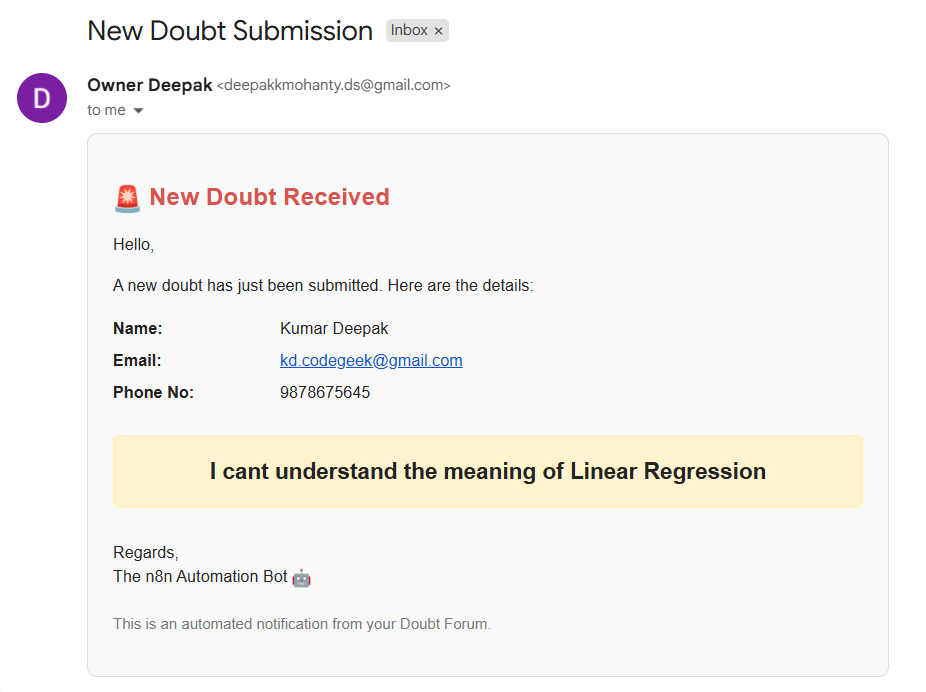 New Doubt Submission Inbox ×
D
Owner Deepak <deepakkmohanty.ds@gmail.com>
to me
🚨 New Doubt Received
Hello,
A new doubt has just been submitted. Here are the details:
Name: Kumar Deepak
Email: kd.codegeek@gmail.com
Phone No: 9878675645
I cant understand the meaning of Linear Regression
Regards,
The n8n Automation Bot 🤖
This is an automated notification from your Doubt Forum.